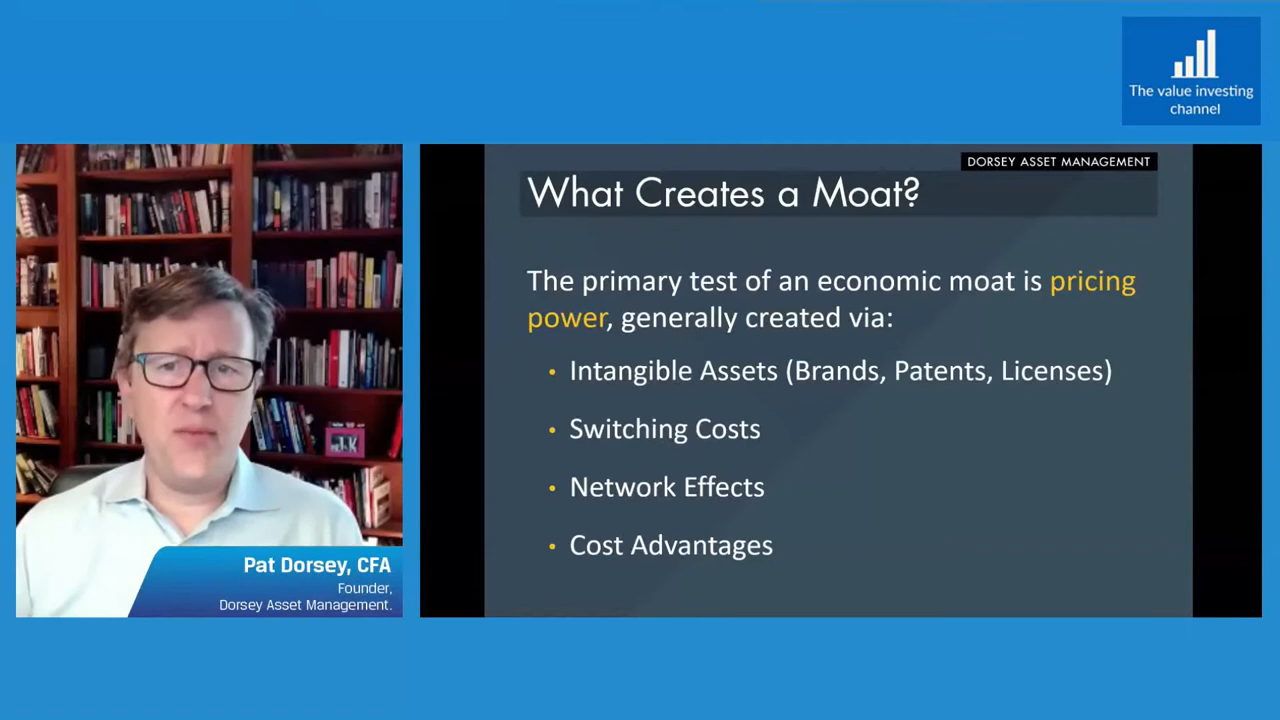 The value investing
channel
DORSEY ASSET MANAGEMENT
What Creates a Moat?
The primary test of an economic moat is pricing
power, generally created via:
• Intangible Assets (Brands, Patents, Licenses)
• Switching Costs
• Network Effects
• Cost Advantages
Pat Dorsey, CFA
Founder,
Dorsey Asset Management.